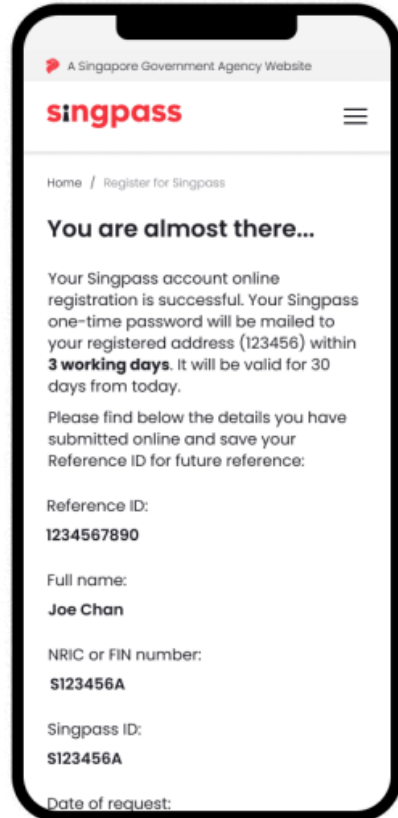 A Singapore Government Agency Website
singpass
Home / Register for Singpass
You are almost there...
Your Singpass account online
registration is successful. Your Singpass
one-time password will be mailed to
your registered address (123456) within
3 working days. It will be valid for 30
days from today.
Please find below the details you have
submitted online and save your
Reference ID for future reference:
Reference ID:
1234567890
Full name:
Joe Chan
NRIC or FIN number:
S123456A
Singpass ID:
S123456A
Date of request: